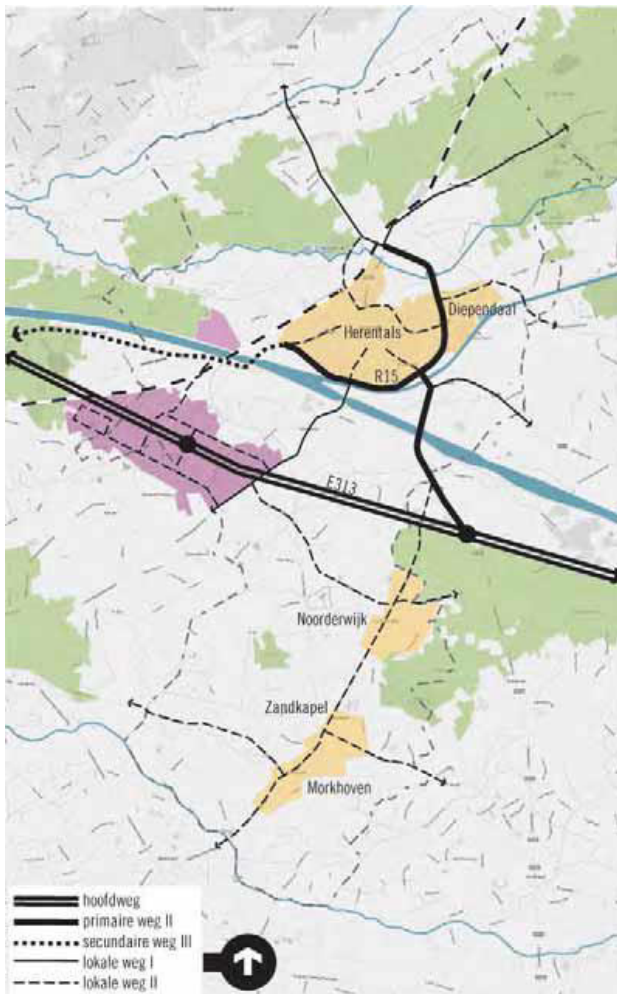 Diependaal
Herentals
R15
E313
Noorderwijk
Zandkapel
Morkhoven
hoofdweg
primaire weg II
secundaire weg III
lokale weg I
lokale weg II